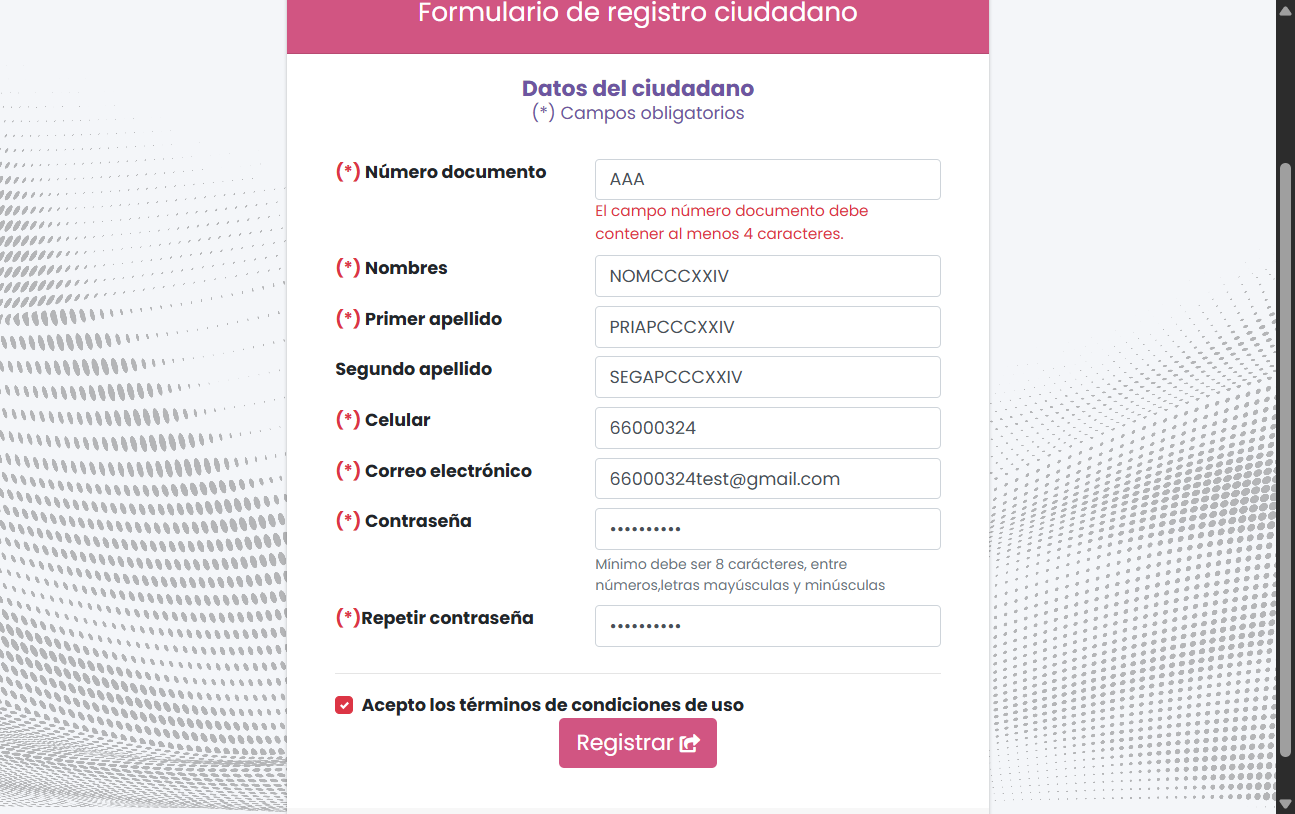 Formulario de registro ciudadano
Datos del ciudadano
(*) Campos obligatorios
(*) Número documento
AAA
El campo número documento debe
contener al menos 4 caracteres.
(*) Nombres
NOMCCCXXIV
(*) Primer apellido
PRIAPCCCXXIV
Segundo apellido
SEGAPCCCXXIV
(*) Celular
66000324
(*) Correo electrónico
66000324test@gmail.com
(*) Contraseña
••••••••••
Mínimo debe ser 8 carácteres, entre
números,letras mayúsculas y minúsculas
(*)Repetir contraseña
••••••••••
Acepto los términos de condiciones de uso
Registrar